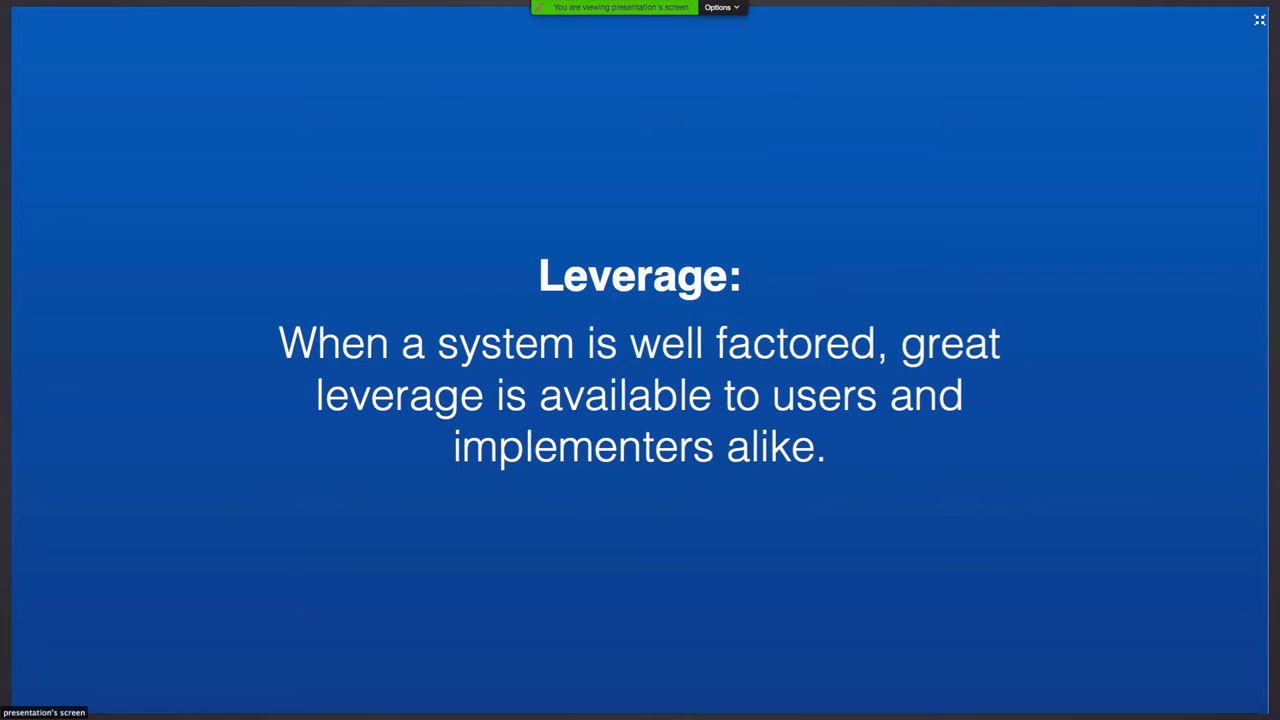 You are viewing presentation's screen
Options
Leverage:
When a system is well factored, great
leverage is available to users and
implementers alike.
presentation's screen